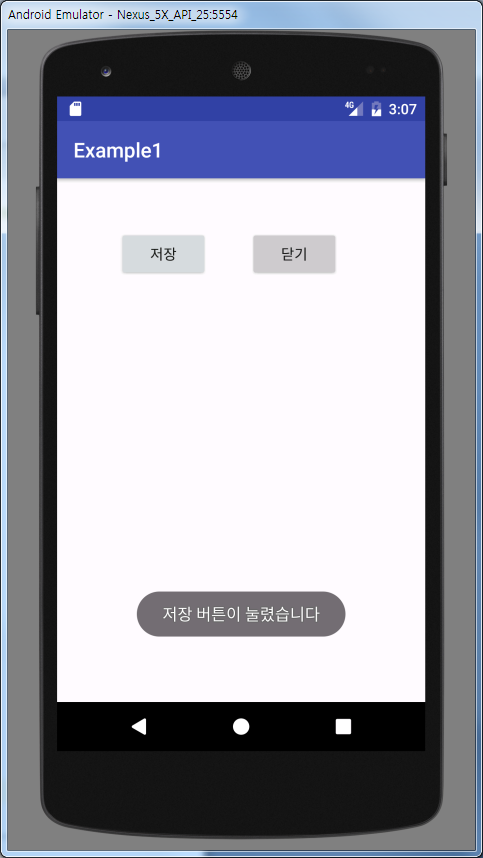 Android Emulator - Nexus_5X_API_25:5554
4G 3:07
Example1
저장 닫기
저장 버튼이 눌렸습니다